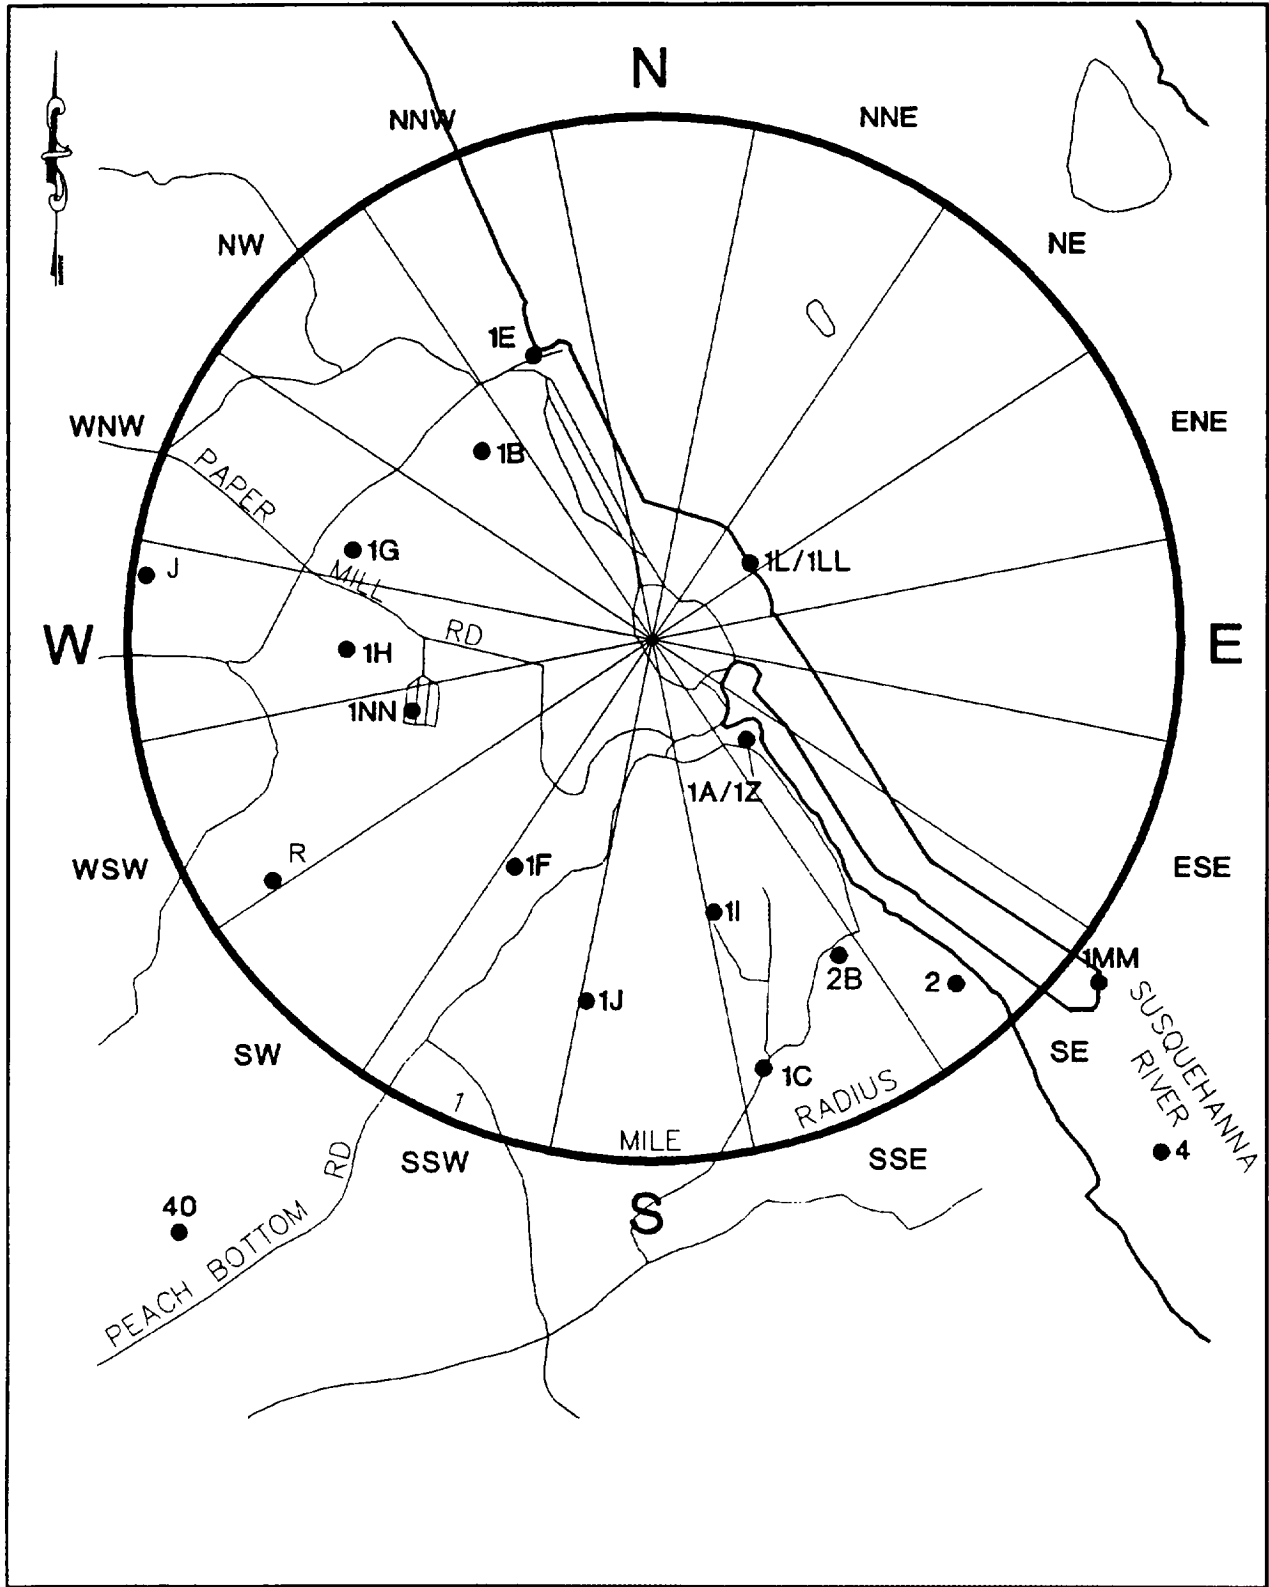 N
NNW
NNE
NW
NE
1E
WNW
ENE
1B
PAPER
1G
1L/1LL
J
MILL
RD
W
E
1H
1NN
1A/1Z
R
1F
WSW
ESE
1I
1MM
2B
2
1J
SUSQUEHANNA
RIVER
SW
SE
1C
1
MILE
RADIUS
SSW
SSE
4
40
S
PEACH BOTTOM RD